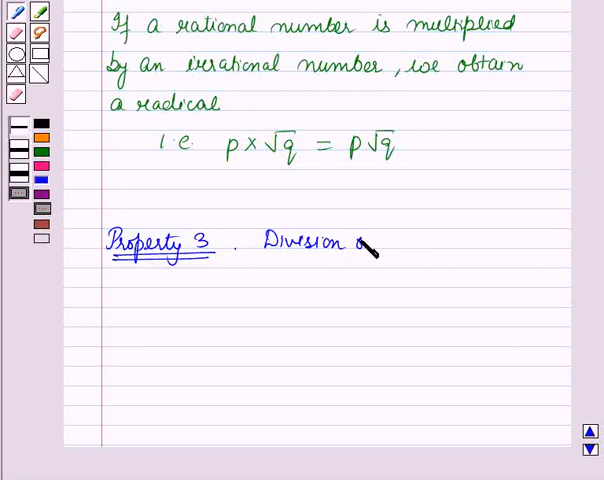 If a rational number is multiplied
by an irrational number, we obtain
a radical
i.e. p × √q = p√q
Property 3 . Division